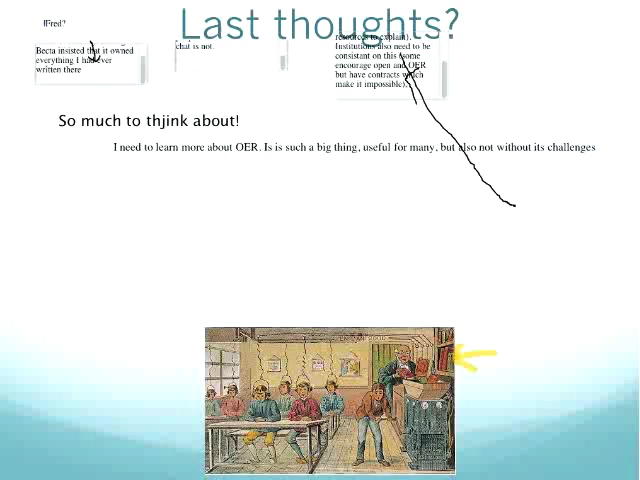 Last thoughts?
!Fred?
Becta insisted that it owned
everything I had ever
written there
chat is not.
resources to explain).
Institutions also need to be
consistant on this (some
encourage open and OER
but have contracts which
make it impossible).
So much to thjink about!
I need to learn more about OER. Is is such a big thing, useful for many, but also not without its challenges